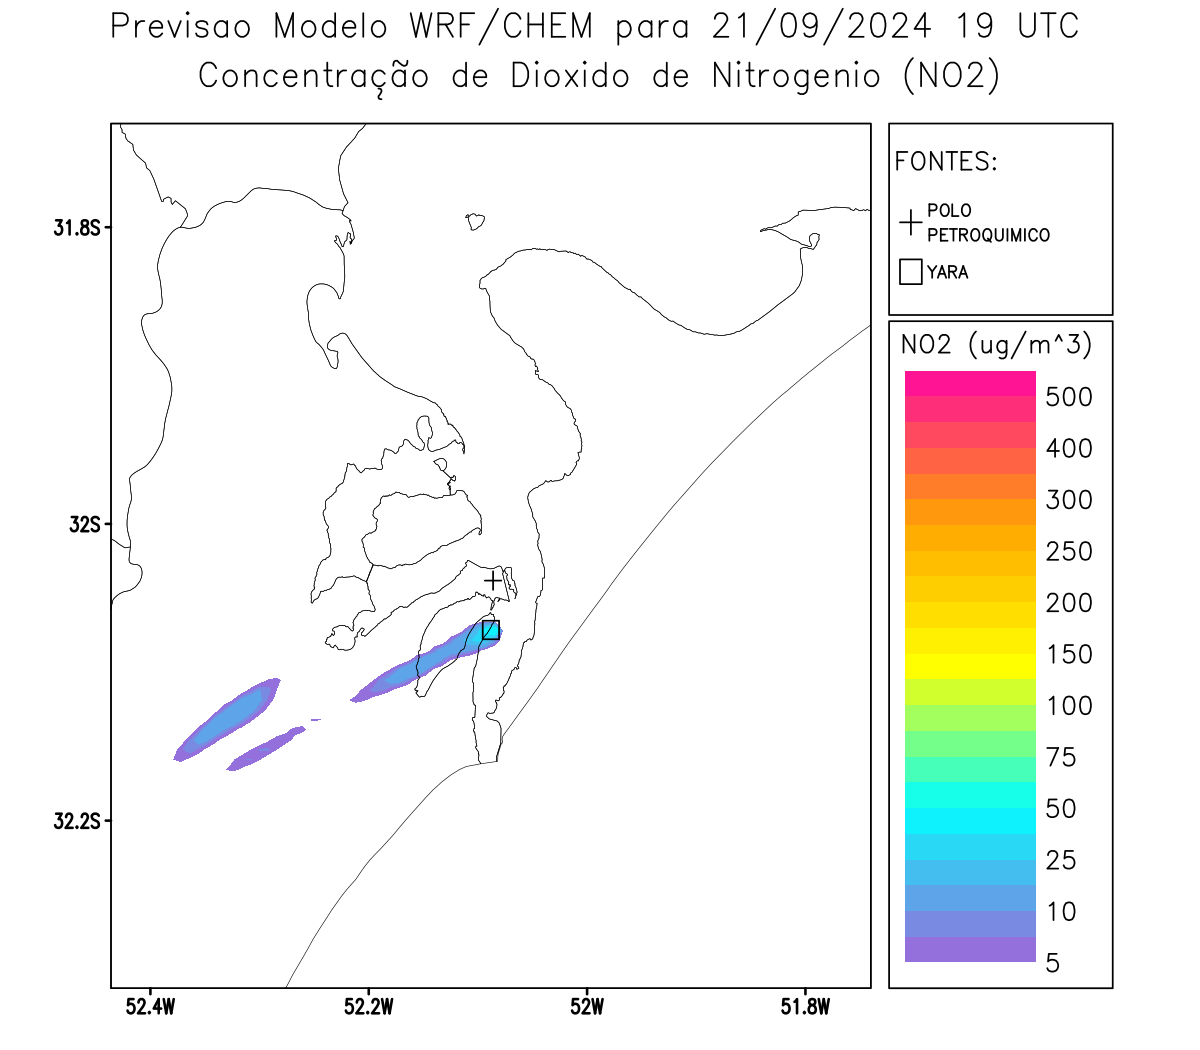 Previsao Modelo WRF/CHEM para 21/09/2024 19 UTC
Concentração de Dioxido de Nitrogenio (NO2)
FONTES:
POLO
PETROQUIMICO
YARA
NO2 (ug/m^3)
500
400
300
250
200
150
100
75
50
25
10
5
31.8S
32S
32.2S
52.4W
52.2W
52W
51.8W